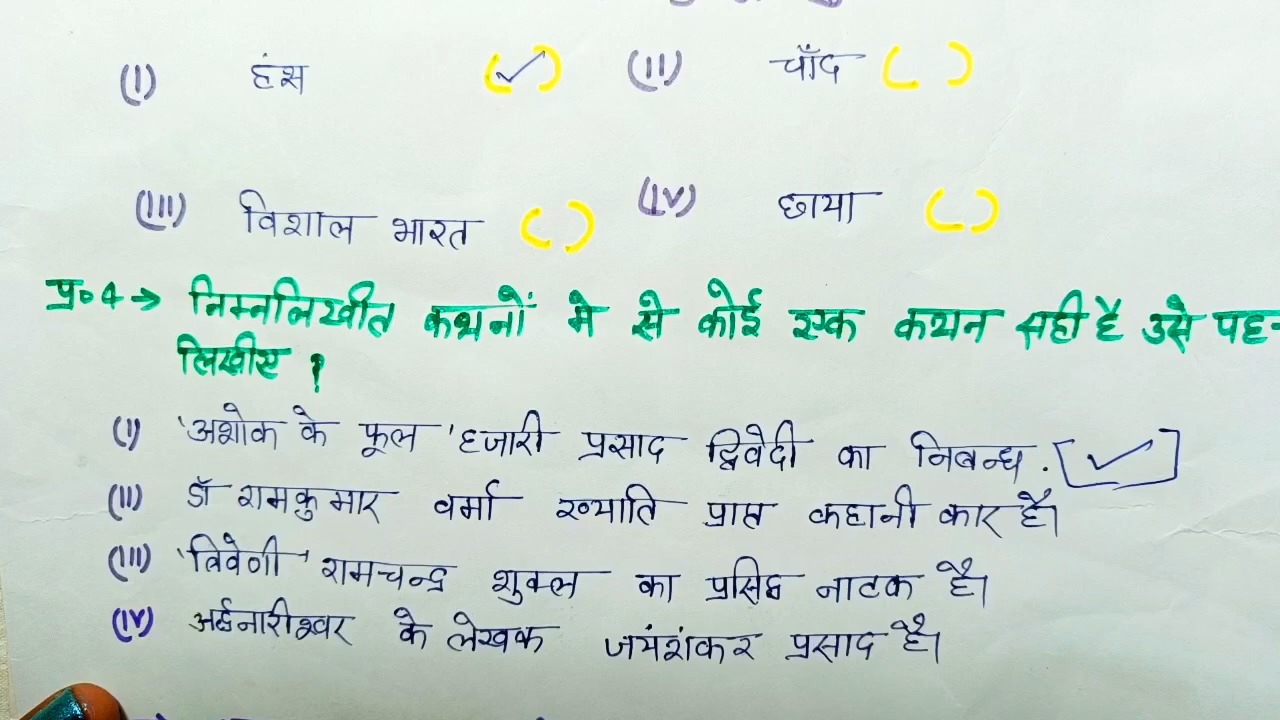 (I) हंस (✓) (II) चाँद ( )
(III) विशाल भारत ( ) (IV) छाया ( )
प्र०4→ निम्नलिखीत कथनों मे से कोई एक कथन सही है उसे पह-
लिखीए।
(I) 'अशोक के फूल' हजारी प्रसाद द्विवेदी का निबन्ध. [✓]
(II) डॉ रामकुमार वर्मा ख्याति प्राप्त कहानी कार है।
(III) 'त्रिवेणी' रामचन्द्र शुक्ल का प्रसिद्ध नाटक है।
(IV) अर्द्धनारीश्वर के लेखक जयंशंकर प्रसाद है।